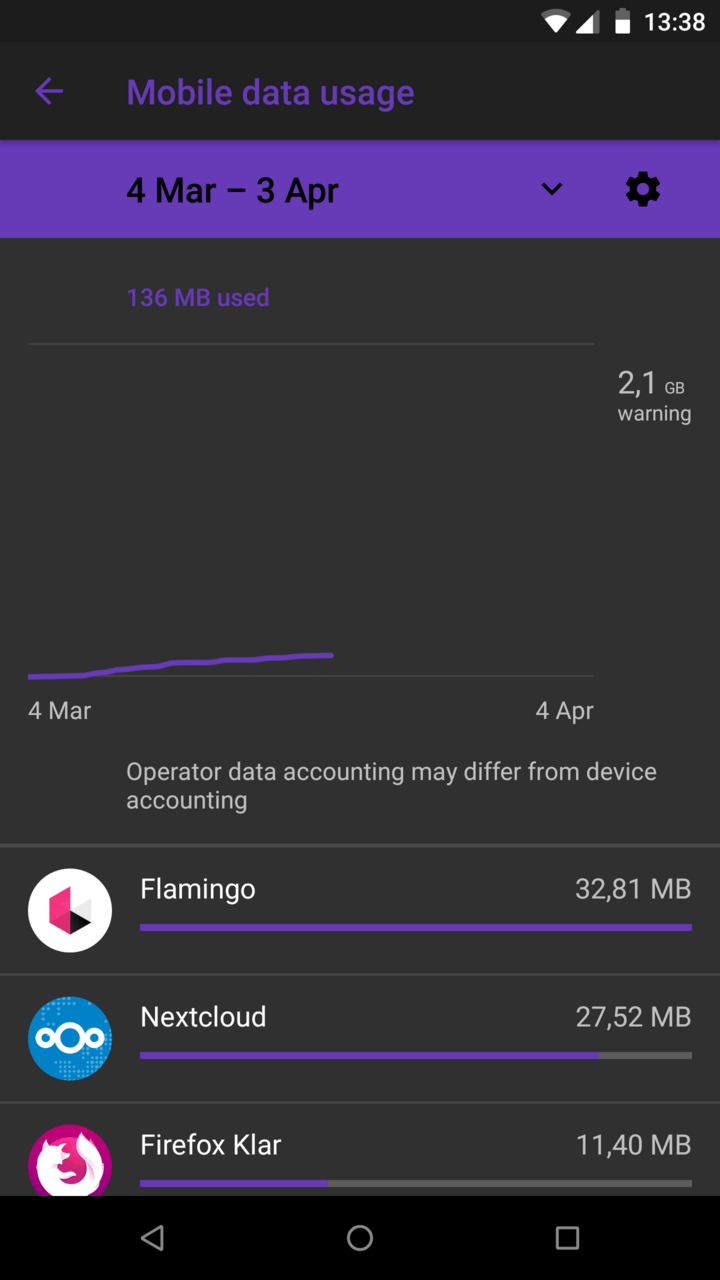 13:38
Mobile data usage
4 Mar – 3 Apr
136 MB used
2,1 GB
warning
4 Mar
4 Apr
Operator data accounting may differ from device
accounting
Flamingo
32,81 MB
Nextcloud
27,52 MB
Firefox Klar
11,40 MB